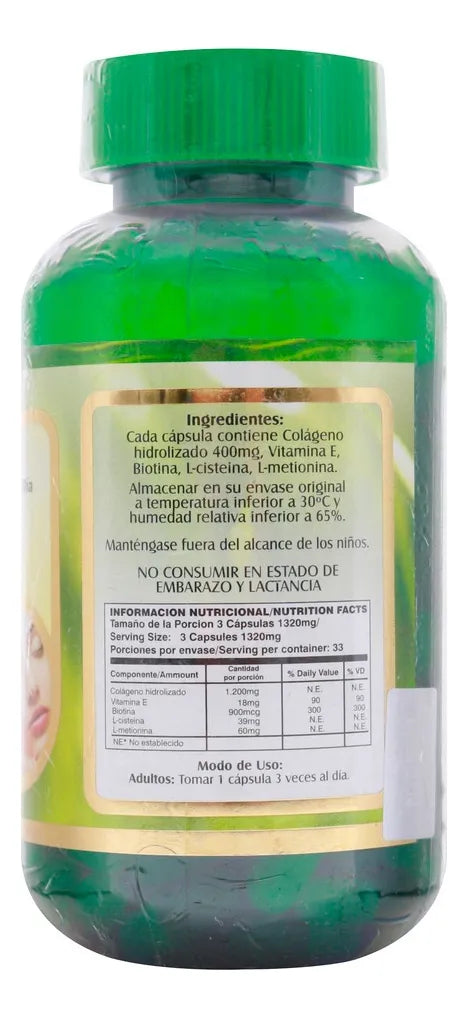 Ingredientes:
Cada cápsula contiene Colágeno
hidrolizado 400mg, Vitamina E,
Biotina, L-cisteina, L-metionina.
Almacenar en su envase original
a temperatura inferior a 30ºC y
humedad relativa inferior a 65%.
Manténgase fuera del alcance de los niños.
NO CONSUMIR EN ESTADO DE
EMBARAZO Y LACTANCIA
INFORMACION NUTRICIONAL/NUTRITION FACTS
Tamaño de la Porcion 3 Cápsulas 1320mg/
Serving Size: 3 Capsules 1320mg
Porciones por envase/Serving per container: 33
Componente/Ammount Cantidad por porción % Daily Value % VD
Colágeno hidrolizado 1.200mg N.E. N.E.
Vitamina E 18mg 90 90
Biotina 900mcg 300 300
L-cisteina 39mg N.E. N.E.
L-metionina 60mg N.E. N.E.
NE* No establecido
Modo de Uso:
Adultos: Tomar 1 cápsula 3 veces al día.